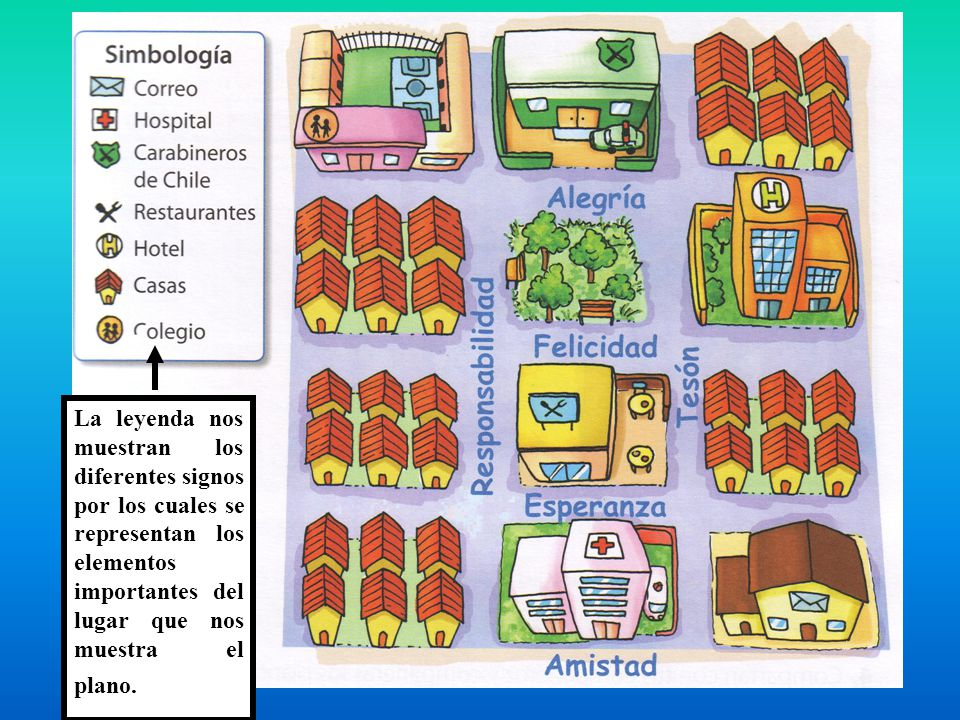 Simbología
Correo
Hospital
Carabineros
de Chile
Restaurantes
Hotel
Casas
Colegio
La leyenda nos
muestran los
diferentes signos
por los cuales se
representan los
elementos
importantes del
lugar que nos
muestra el
plano.
Alegría
H
Responsabilidad
Felicidad
Tesón
Esperanza
Amistad